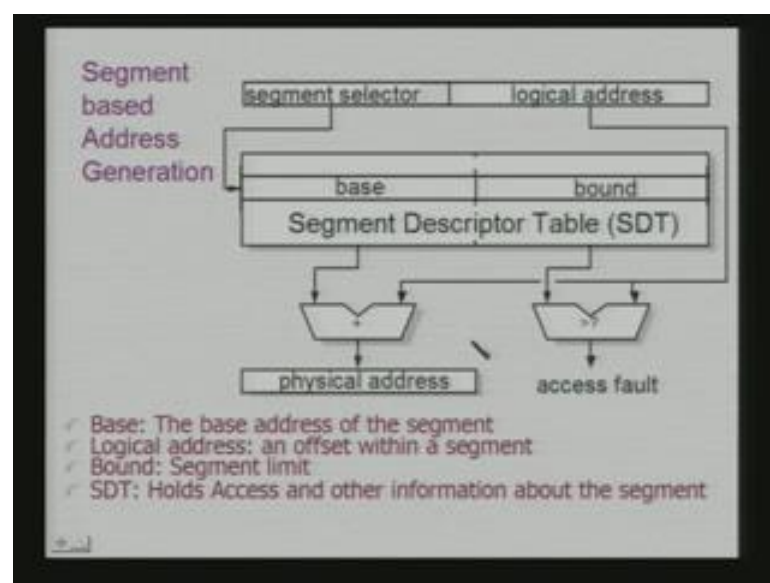 Segment
based
Address
Generation
segment selector
logical address
base
bound
Segment Descriptor Table (SDT)
+
>?
physical address
access fault
Base: The base address of the segment
Logical address: an offset within a segment
Bound: Segment limit
SDT: Holds Access and other information about the segment